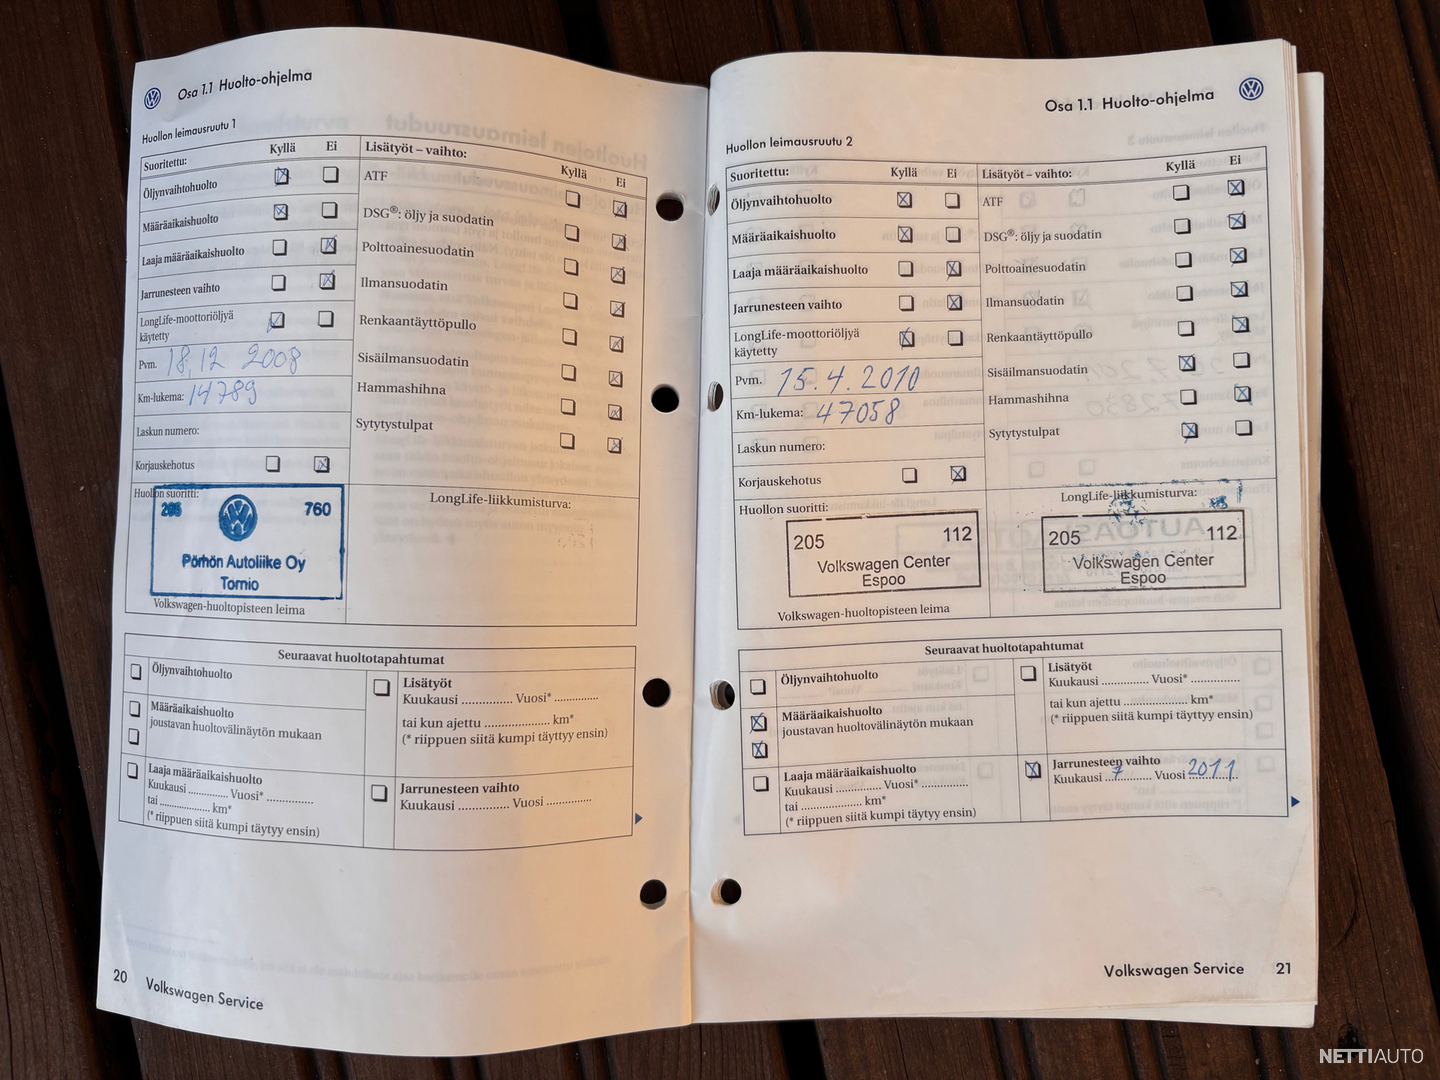 Osa 1.1 Huolto-ohjelma
Huollon leimausruutu 1
Suoritettu: Kyllä Ei
Öljynvaihtohuolto
Määräaikaishuolto
Laaja määräaikaishuolto
Jarrunesteen vaihto
LongLife-moottoriöljyä
käytetty
Pvm. 18.12 2008
Km-lukema: 14789
Laskun numero:
Korjauskehotus
Lisätyöt – vaihto: Kyllä Ei
ATF
DSG®: öljy ja suodatin
Polttoainesuodatin
Ilmansuodatin
Renkaantäyttöpullo
Sisäilmansuodatin
Hammashihna
Sytytystulpat
Huollon suoritti:
205 760
Pörhön Autoliike Oy
Tornio
Volkswagen-huoltopisteen leima
LongLife-liikkumisturva:
Seuraavat huoltotapahtumat
Öljynvaihtohuolto
Määräaikaishuolto
joustavan huoltovälinäytön mukaan
Laaja määräaikaishuolto
Kuukausi .............. Vuosi* ..............
tai .................... km*
(* riippuen siitä kumpi täytyy ensin)
Lisätyöt
Kuukausi .............. Vuosi* ..............
tai kun ajettu .................... km*
(* riippuen siitä kumpi täytyy ensin)
Jarrunesteen vaihto
Kuukausi .............. Vuosi ..............
20 Volkswagen Service
Osa 1.1 Huolto-ohjelma
Huollon leimausruutu 2
Suoritettu: Kyllä Ei
Öljynvaihtohuolto
Määräaikaishuolto
Laaja määräaikaishuolto
Jarrunesteen vaihto
LongLife-moottoriöljyä
käytetty
Pvm. 15.4.2010
Km-lukema: 47058
Laskun numero:
Korjauskehotus
Lisätyöt – vaihto: Kyllä Ei
ATF
DSG®: öljy ja suodatin
Polttoainesuodatin
Ilmansuodatin
Renkaantäyttöpullo
Sisäilmansuodatin
Hammashihna
Sytytystulpat
Huollon suoritti:
205 112
Volkswagen Center
Espoo
Volkswagen-huoltopisteen leima
LongLife-liikkumisturva:
205 112
Volkswagen Center
Espoo
Seuraavat huoltotapahtumat
Öljynvaihtohuolto
Määräaikaishuolto
joustavan huoltovälinäytön mukaan
Laaja määräaikaishuolto
Kuukausi .............. Vuosi* ..............
tai .................... km*
(* riippuen siitä kumpi täytyy ensin)
Lisätyöt
Kuukausi .............. Vuosi* ..............
tai kun ajettu .................... km*
(* riippuen siitä kumpi täytyy ensin)
Jarrunesteen vaihto
Kuukausi ..7.. Vuosi 2011
Volkswagen Service 21
NETTIAUTO